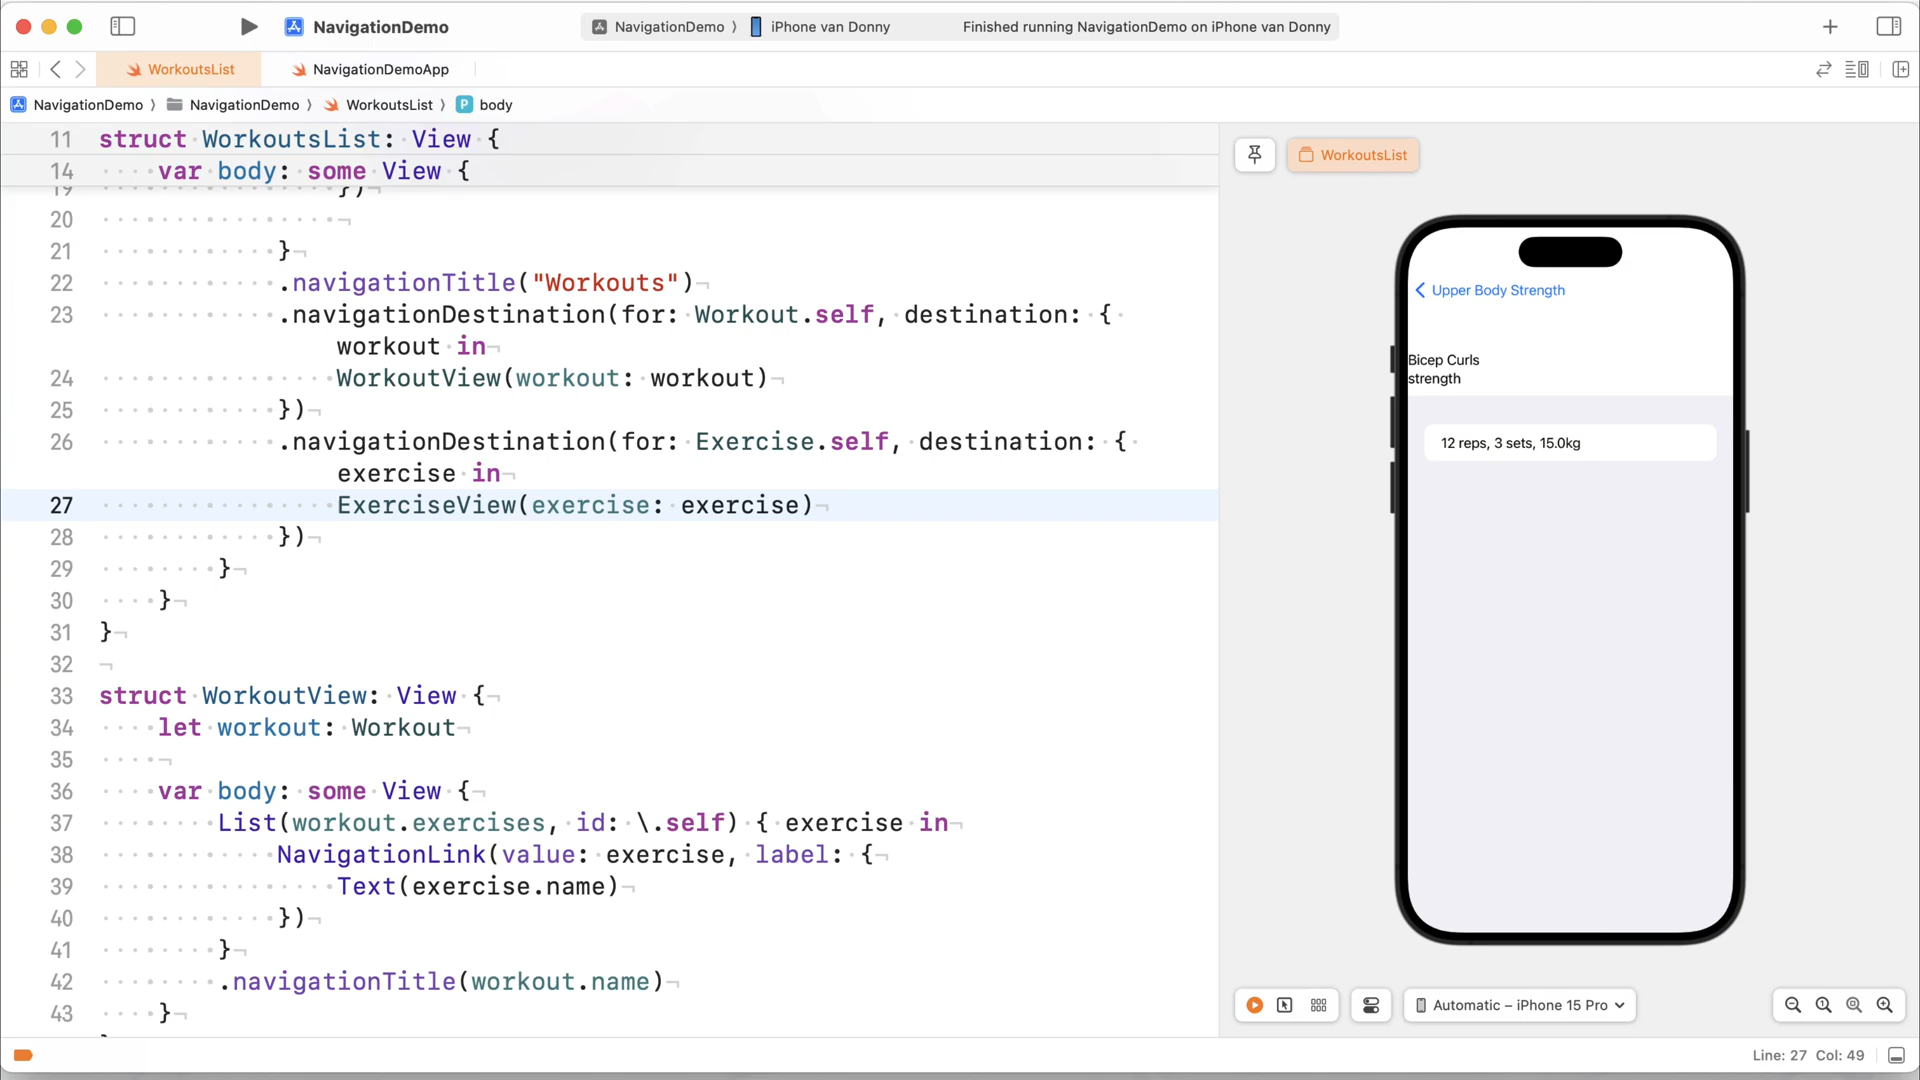 NavigationDemo
NavigationDemo 〉 iPhone van Donny
Finished running NavigationDemo on iPhone van Donny
WorkoutsList
NavigationDemoApp
NavigationDemo 〉 NavigationDemo 〉 WorkoutsList 〉 P body
11 struct WorkoutsList: View {
14 var body: some View {
19 })
20
21 }
22 .navigationTitle("Workouts")
23 .navigationDestination(for: Workout.self, destination: {
workout in
24 WorkoutView(workout: workout)
25 })
26 .navigationDestination(for: Exercise.self, destination: {
exercise in
27 ExerciseView(exercise: exercise)
28 })
29 }
30 }
31 }
32
33 struct WorkoutView: View {
34 let workout: Workout
35
36 var body: some View {
37 List(workout.exercises, id: \.self) { exercise in
38 NavigationLink(value: exercise, label: {
39 Text(exercise.name)
40 })
41 }
42 .navigationTitle(workout.name)
43 }
WorkoutsList
Upper Body Strength
Bicep Curls
strength
12 reps, 3 sets, 15.0kg
Automatic – iPhone 15 Pro
Line: 27 Col: 49